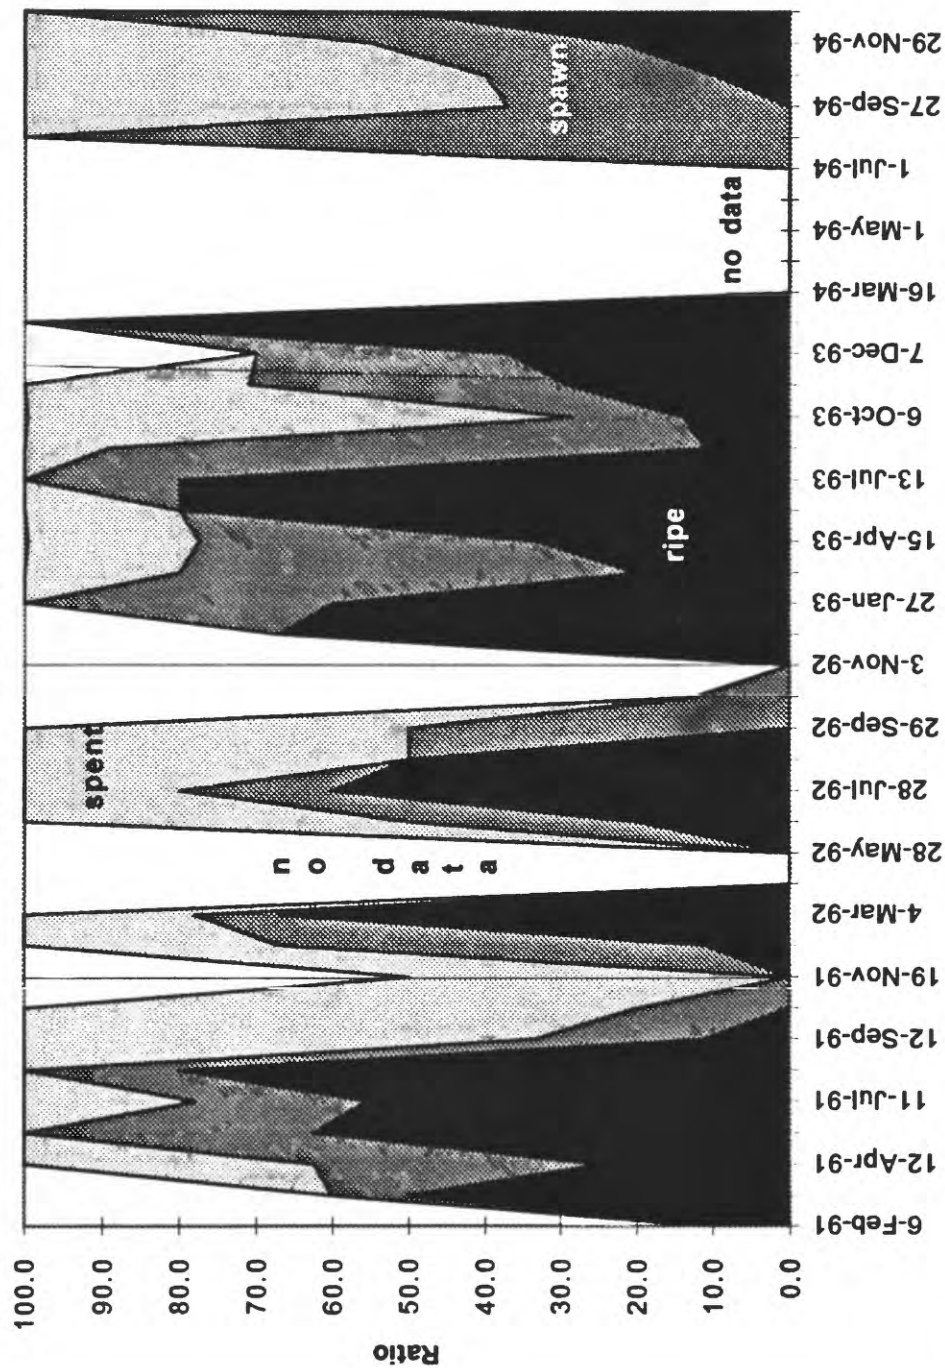 100.0
90.0
80.0
70.0
60.0
50.0
40.0
30.0
20.0
10.0
0.0
Ratio
spent
no data
ripe
no data
spawn
6-Feb-91
12-Apr-91
11-Jul-91
12-Sep-91
19-Nov-91
4-Mar-92
28-May-92
28-Jul-92
29-Sep-92
3-Nov-92
27-Jan-93
15-Apr-93
13-Jul-93
6-Oct-93
7-Dec-93
16-Mar-94
1-May-94
1-Jul-94
27-Sep-94
29-Nov-94